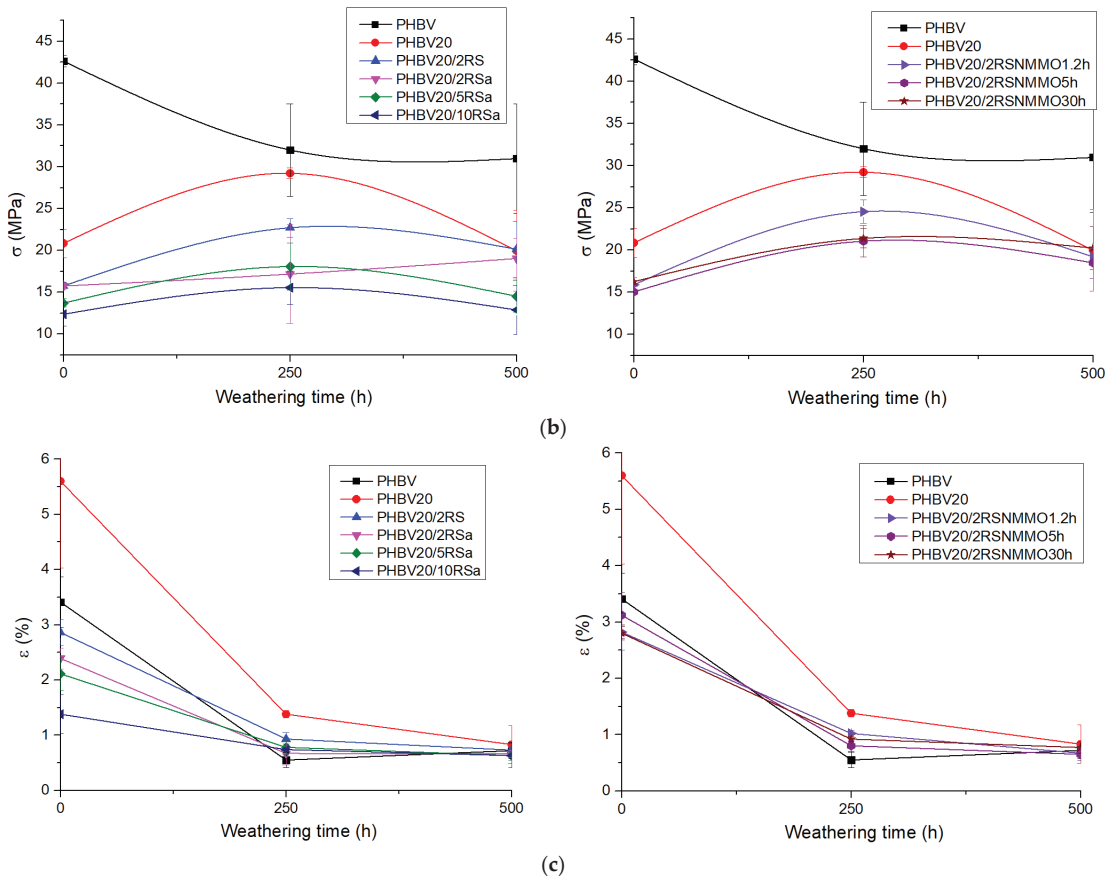 45
40
35
30
25
20
15
10
σ (MPa)
PHBV
PHBV20
PHBV20/2RS
PHBV20/2RSa
PHBV20/5RSa
PHBV20/10RSa
0 250 500
Weathering time (h)
45
40
35
30
25
20
15
10
σ (MPa)
PHBV
PHBV20
PHBV20/2RSNMMO1.2h
PHBV20/2RSNMMO5h
PHBV20/2RSNMMO30h
0 250 500
Weathering time (h)
(b)
6
5
4
3
2
1
0
ε (%)
PHBV
PHBV20
PHBV20/2RS
PHBV20/2RSa
PHBV20/5RSa
PHBV20/10RSa
0 250 500
Weathering time (h)
6
5
4
3
2
1
0
ε (%)
PHBV
PHBV20
PHBV20/2RSNMMO1.2h
PHBV20/2RSNMMO5h
PHBV20/2RSNMMO30h
0 250 500
Weathering time (h)
(c)